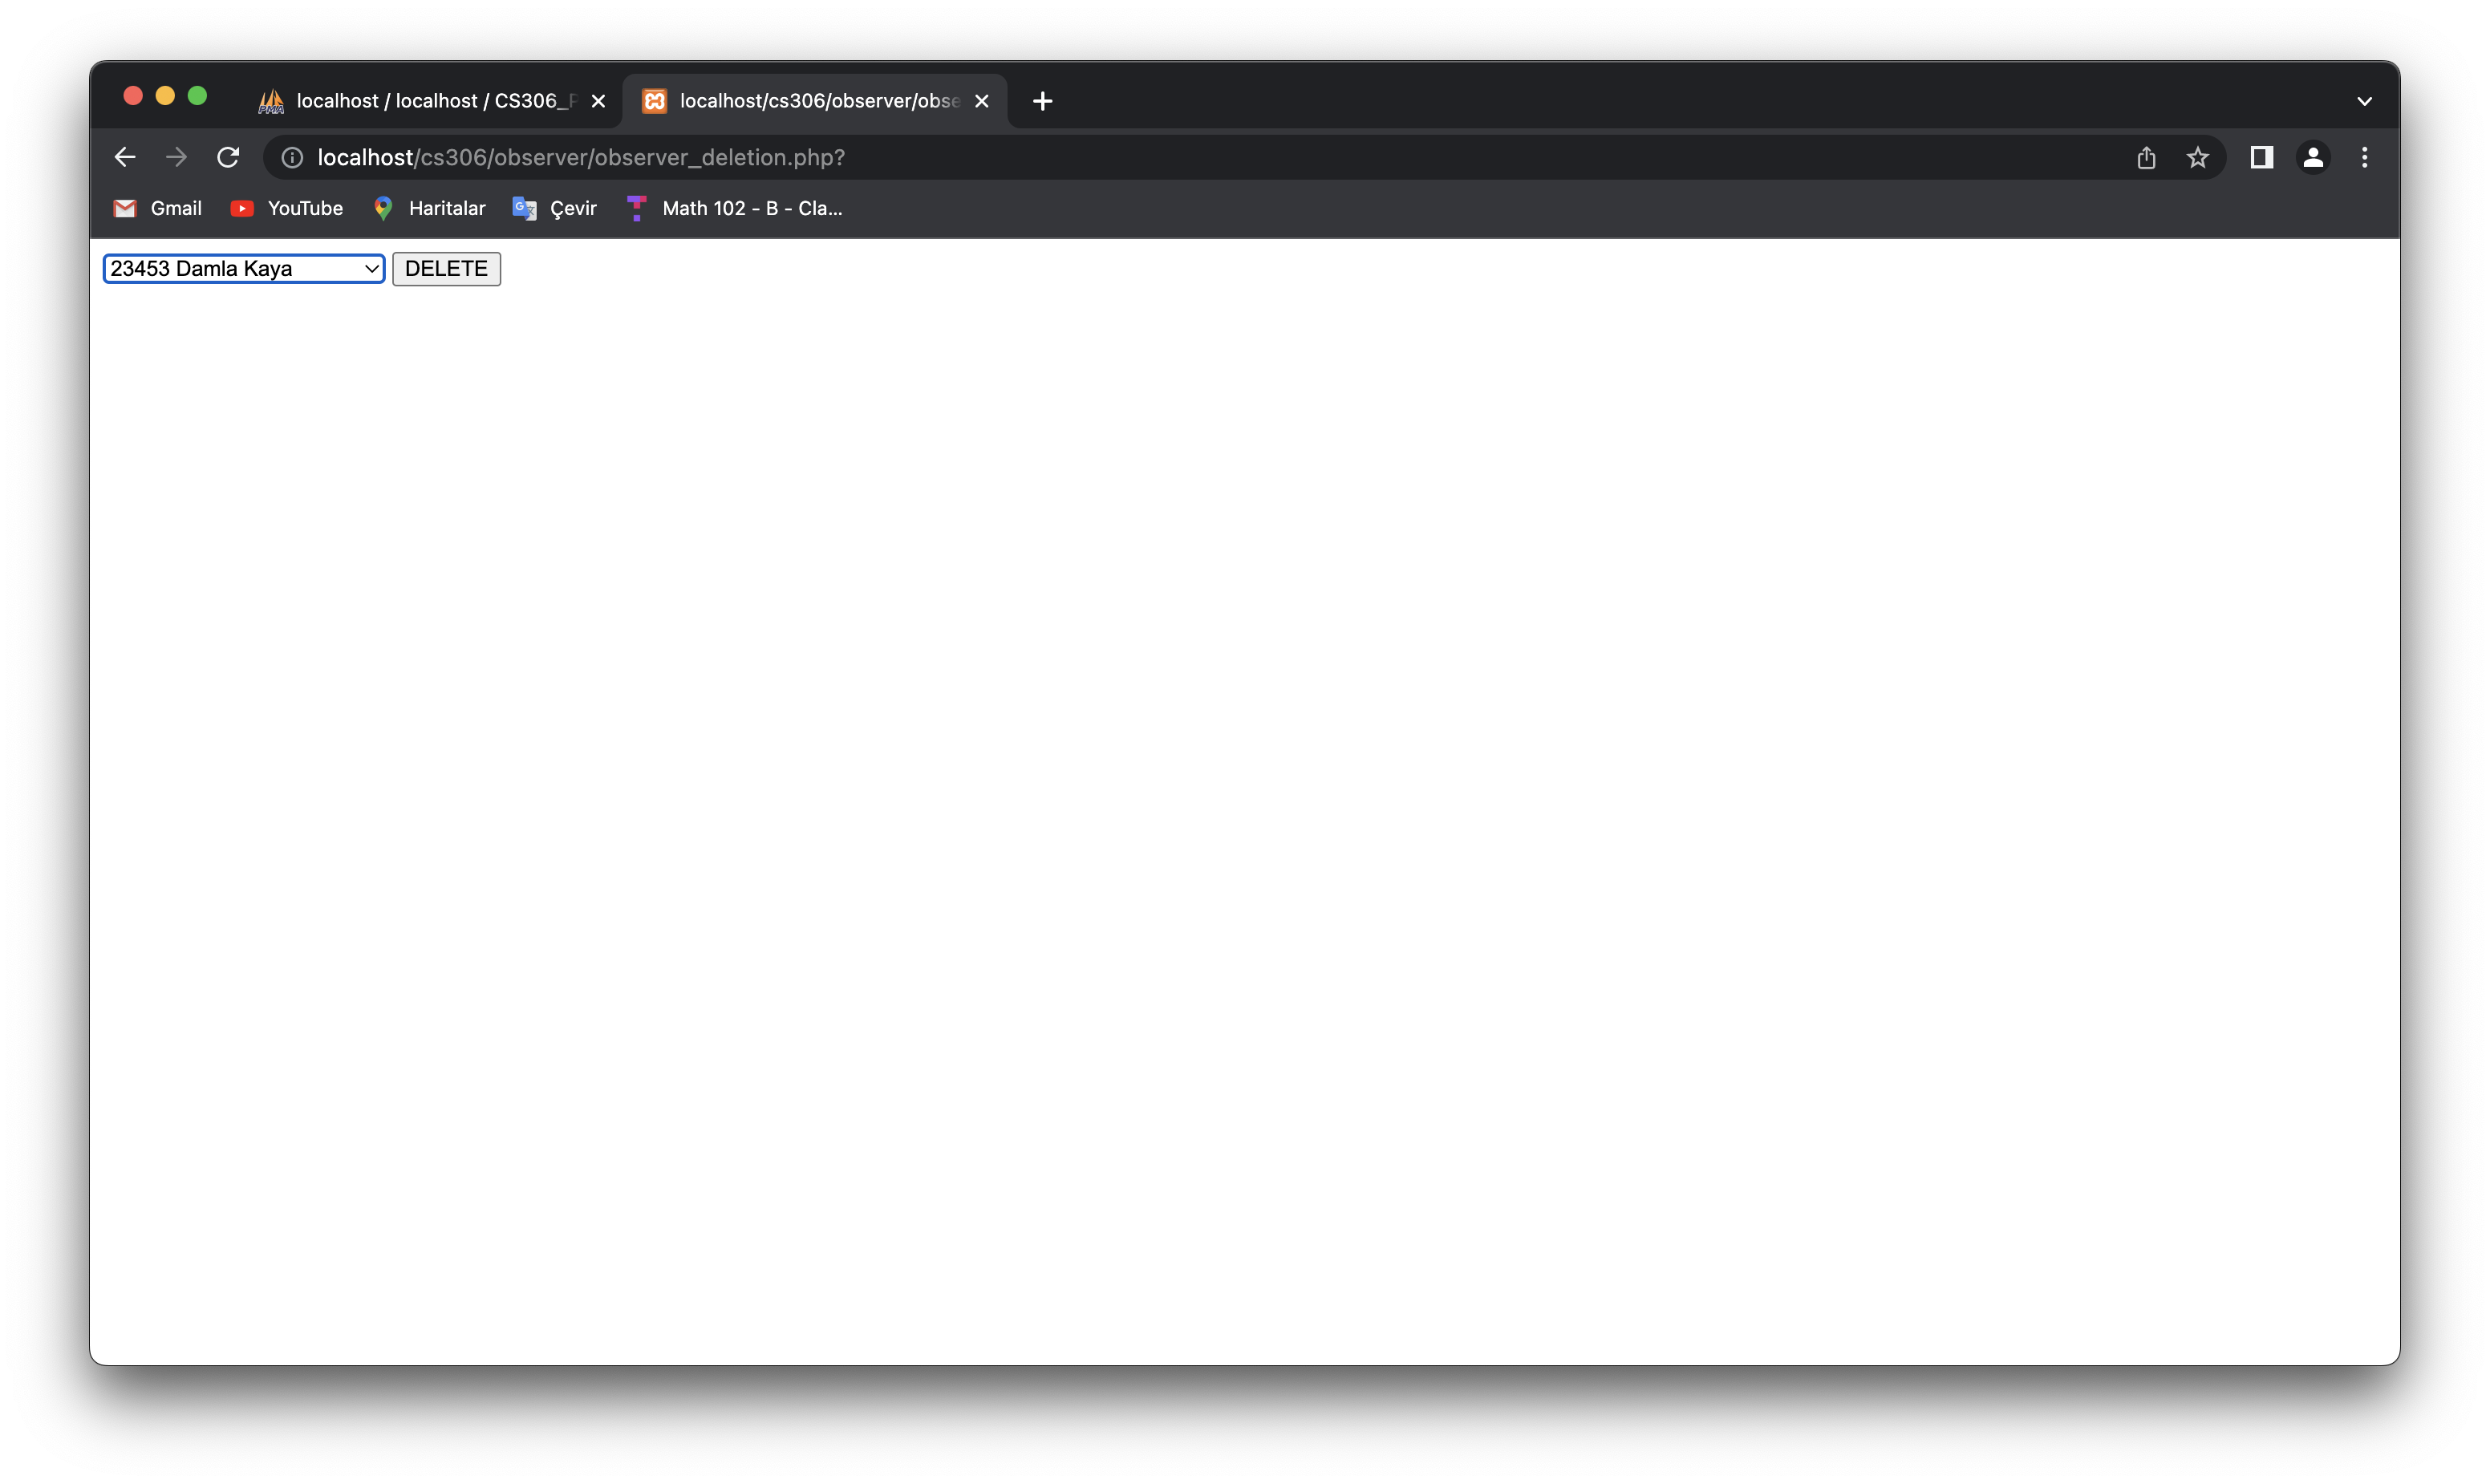 localhost / localhost / CS306_P
localhost/cs306/observer/obse
localhost/cs306/observer/observer_deletion.php?
Gmail YouTube Haritalar Çevir Math 102 - B - Cla...
23453 Damla Kaya DELETE